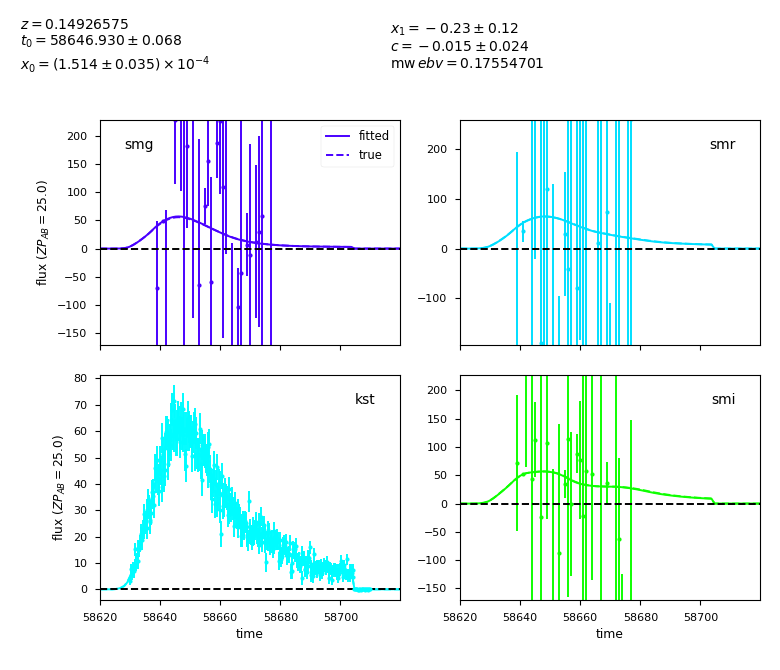 z = 0.14926575
t₀ = 58646.930 ± 0.068
x₀ = (1.514 ± 0.035) × 10⁻⁴
x₁ = −0.23 ± 0.12
c = −0.015 ± 0.024
mw ebv = 0.17554701
smg
fitted
true
200
150
100
50
0
−50
−100
−150
flux (ZP_AB = 25.0)
smr
200
100
0
−100
kst
80
70
60
50
40
30
20
10
0
flux (ZP_AB = 25.0)
58620 58640 58660 58680 58700
time
smi
200
150
100
50
0
−50
−100
−150
58620 58640 58660 58680 58700
time